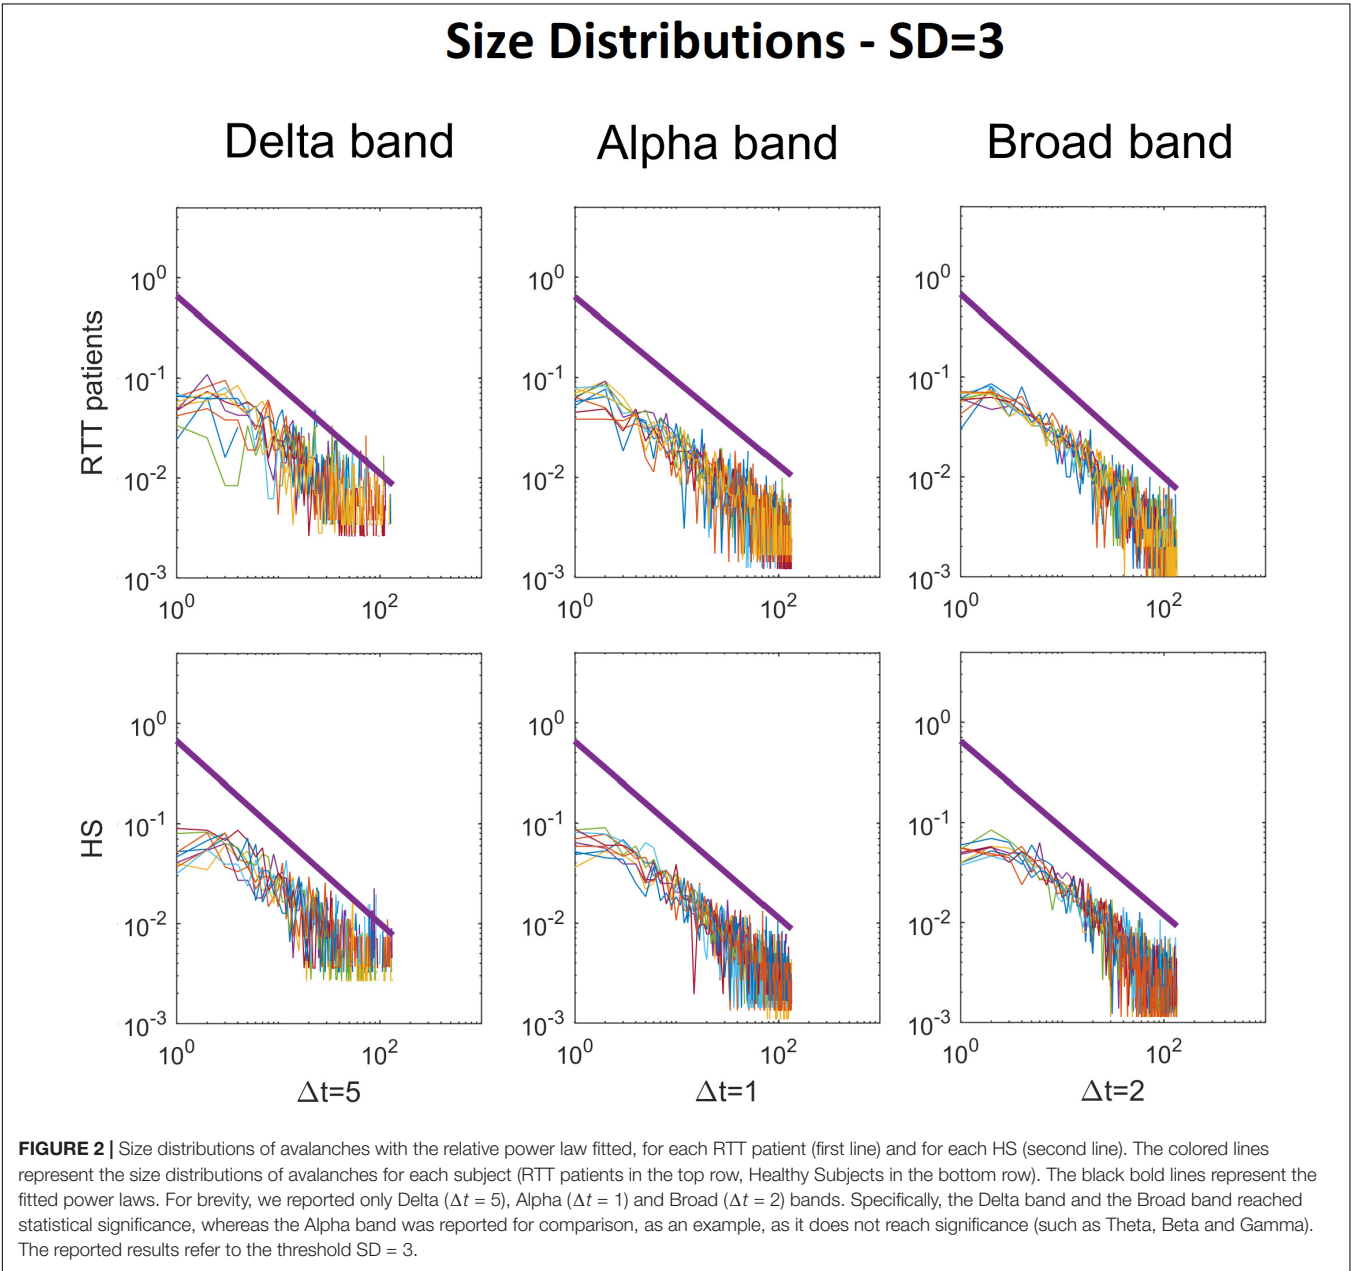 Size Distributions - SD=3
Delta band
Alpha band
Broad band
RTT patients
10^0
10^-1
10^-2
10^-3
10^0
10^2
10^0
10^-1
10^-2
10^-3
10^0
10^2
10^0
10^-1
10^-2
10^-3
10^0
10^2
HS
10^0
10^-1
10^-2
10^-3
10^0
10^2
Δt=5
10^0
10^-1
10^-2
10^-3
10^0
10^2
Δt=1
10^0
10^-1
10^-2
10^-3
10^0
10^2
Δt=2
FIGURE 2 | Size distributions of avalanches with the relative power law fitted, for each RTT patient (first line) and for each HS (second line). The colored lines
represent the size distributions of avalanches for each subject (RTT patients in the top row, Healthy Subjects in the bottom row). The black bold lines represent the
fitted power laws. For brevity, we reported only Delta (Δt = 5), Alpha (Δt = 1) and Broad (Δt = 2) bands. Specifically, the Delta band and the Broad band reached
statistical significance, whereas the Alpha band was reported for comparison, as an example, as it does not reach significance (such as Theta, Beta and Gamma).
The reported results refer to the threshold SD = 3.